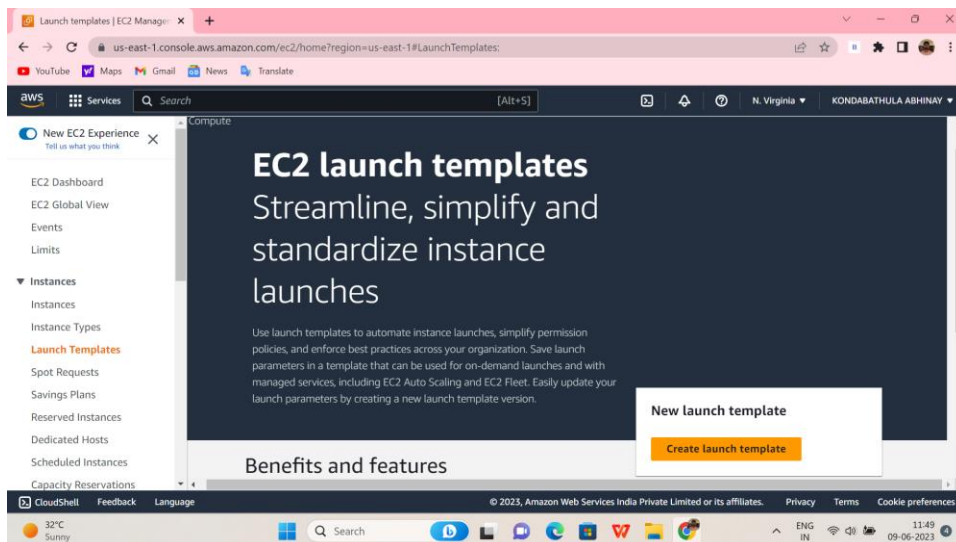 Launch templates | EC2 Manager
us-east-1.console.aws.amazon.com/ec2/home?region=us-east-1#LaunchTemplates:
YouTube Maps Gmail News Translate
aws Services Search [Alt+S] N. Virginia KONDABATHULA ABHINAY
New EC2 Experience
Tell us what you think
EC2 Dashboard
EC2 Global View
Events
Limits
Instances
Instances
Instance Types
Launch Templates
Spot Requests
Savings Plans
Reserved Instances
Dedicated Hosts
Scheduled Instances
Capacity Reservations
Compute
EC2 launch templates
Streamline, simplify and
standardize instance
launches
Use launch templates to automate instance launches, simplify permission
policies, and enforce best practices across your organization. Save launch
parameters in a template that can be used for on-demand launches and with
managed services, including EC2 Auto Scaling and EC2 Fleet. Easily update your
launch parameters by creating a new launch template version.
New launch template
Create launch template
Benefits and features
CloudShell Feedback Language © 2023, Amazon Web Services India Private Limited or its affiliates. Privacy Terms Cookie preferences
32°C
Sunny
Search
ENG
IN
11:49
09-06-2023
4